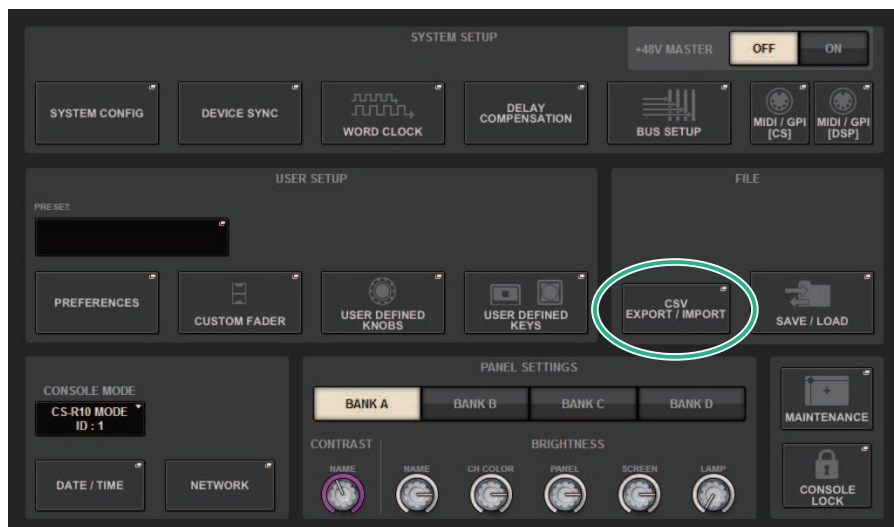 SYSTEM SETUP
+48V MASTER
OFF
ON
SYSTEM CONFIG
DEVICE SYNC
WORD CLOCK
DELAY
COMPENSATION
BUS SETUP
MIDI / GPI
[CS]
MIDI / GPI
[DSP]
USER SETUP
PRESET
PREFERENCES
CUSTOM FADER
USER DEFINED
KNOBS
USER DEFINED
KEYS
FILE
CSV
EXPORT / IMPORT
SAVE / LOAD
CONSOLE MODE
CS-R10 MODE
ID : 1
DATE / TIME
NETWORK
PANEL SETTINGS
BANK A
BANK B
BANK C
BANK D
CONTRAST
BRIGHTNESS
NAME
NAME
CH COLOR
PANEL
SCREEN
LAMP
MAINTENANCE
CONSOLE
LOCK